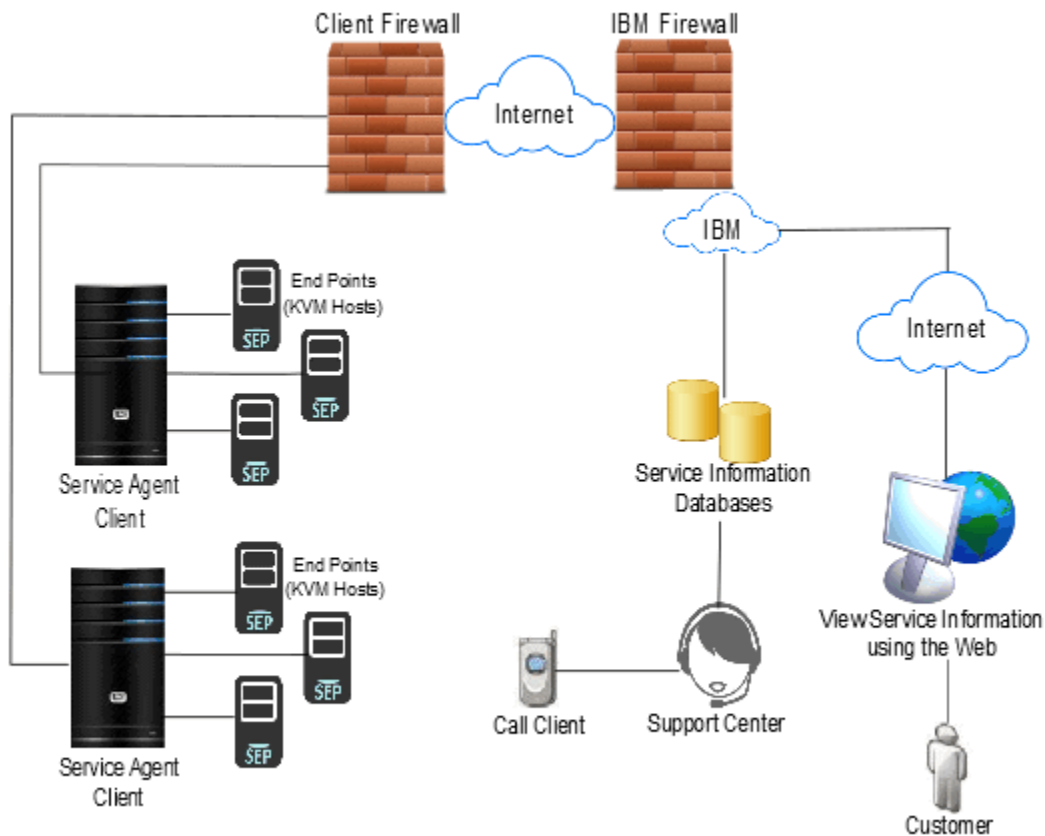 Client Firewall
IBM Firewall
Internet
IBM
End Points
(KVM Hosts)
SEP
SEP
SEP
Service Agent
Client
Internet
Service Information
Databases
End Points
(KVM Hosts)
SEP
SEP
SEP
Service Agent
Client
View Service Information
using the Web
Call Client
Support Center
Customer